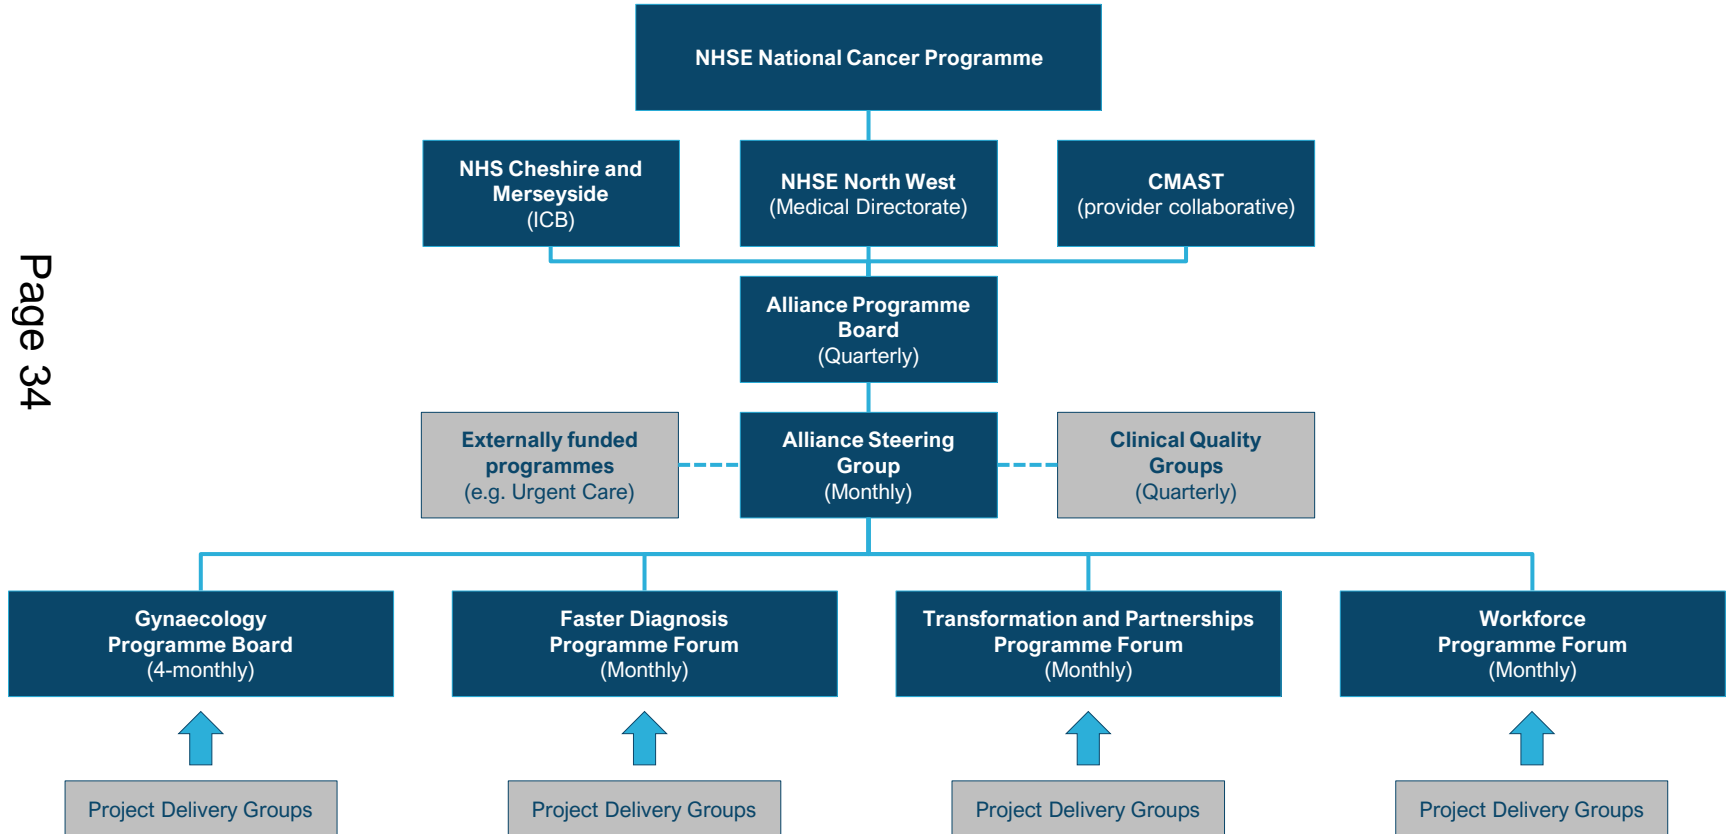 NHSE National Cancer Programme
NHS Cheshire and
Merseyside
(ICB)
NHSE North West
(Medical Directorate)
CMAST
(provider collaborative)
Alliance Programme
Board
(Quarterly)
Externally funded
programmes
(e.g. Urgent Care)
Alliance Steering
Group
(Monthly)
Clinical Quality
Groups
(Quarterly)
Gynaecology
Programme Board
(4-monthly)
Faster Diagnosis
Programme Forum
(Monthly)
Transformation and Partnerships
Programme Forum
(Monthly)
Workforce
Programme Forum
(Monthly)
Project Delivery Groups
Project Delivery Groups
Project Delivery Groups
Project Delivery Groups
Page 34